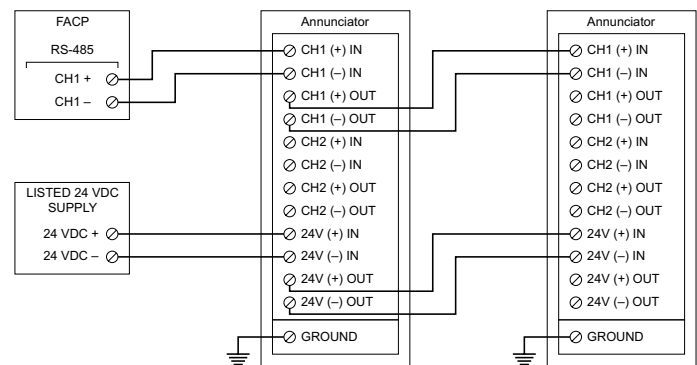 FACP
RS-485
CH1 +
CH1 –
LISTED 24 VDC
SUPPLY
24 VDC +
24 VDC –
Annunciator
CH1 (+) IN
CH1 (–) IN
CH1 (+) OUT
CH1 (–) OUT
CH2 (+) IN
CH2 (–) IN
CH2 (+) OUT
CH2 (–) OUT
24V (+) IN
24V (–) IN
24V (+) OUT
24V (–) OUT
GROUND
Annunciator
CH1 (+) IN
CH1 (–) IN
CH1 (+) OUT
CH1 (–) OUT
CH2 (+) IN
CH2 (–) IN
CH2 (+) OUT
CH2 (–) OUT
24V (+) IN
24V (–) IN
24V (+) OUT
24V (–) OUT
GROUND